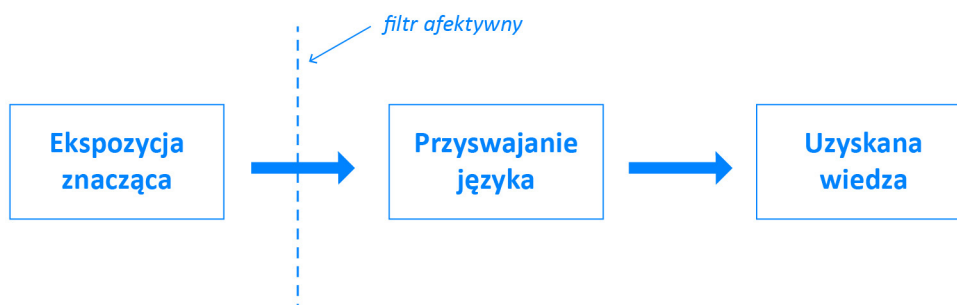 filtr afektywny
Ekspozycja
znacząca
Przyswajanie
języka
Uzyskana
wiedza